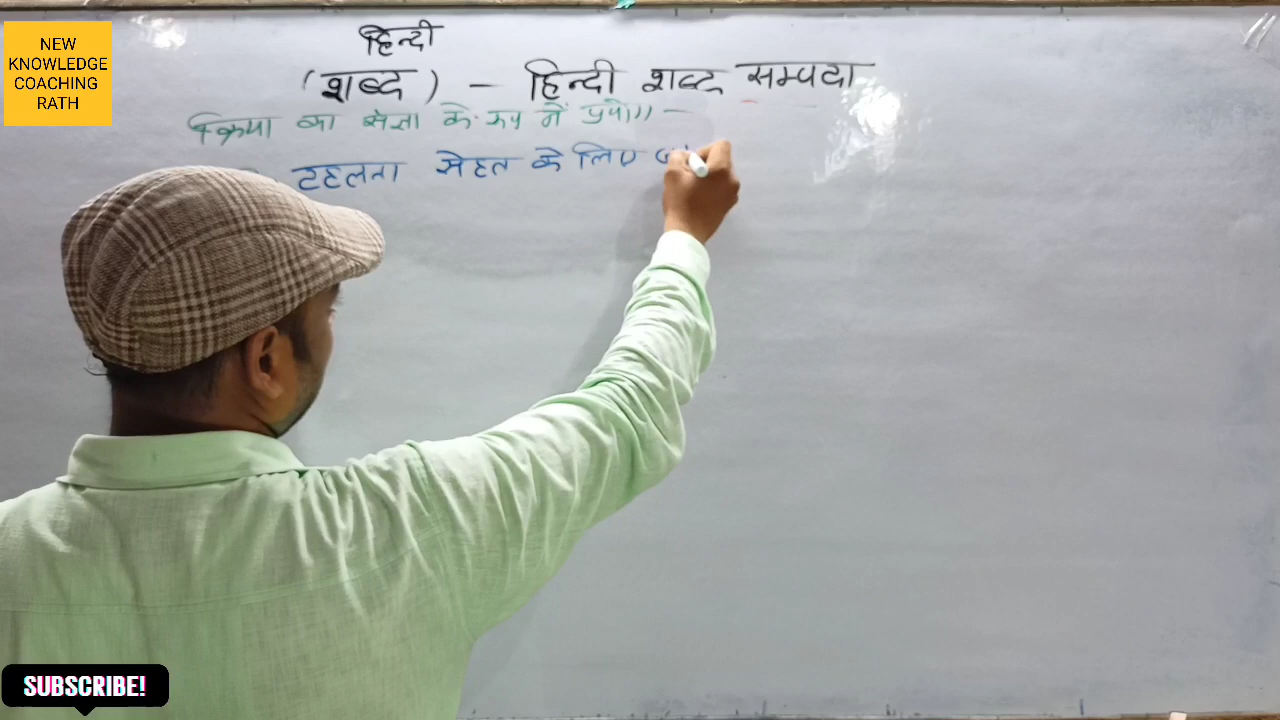 NEW
KNOWLEDGE
COACHING
RATH
हिन्दी
(शब्द) - हिन्दी शब्द सम्पदा
क्रिया का संज्ञा के रूप में प्रयोग -
टहलना सेहत के लिए
SUBSCRIBE!